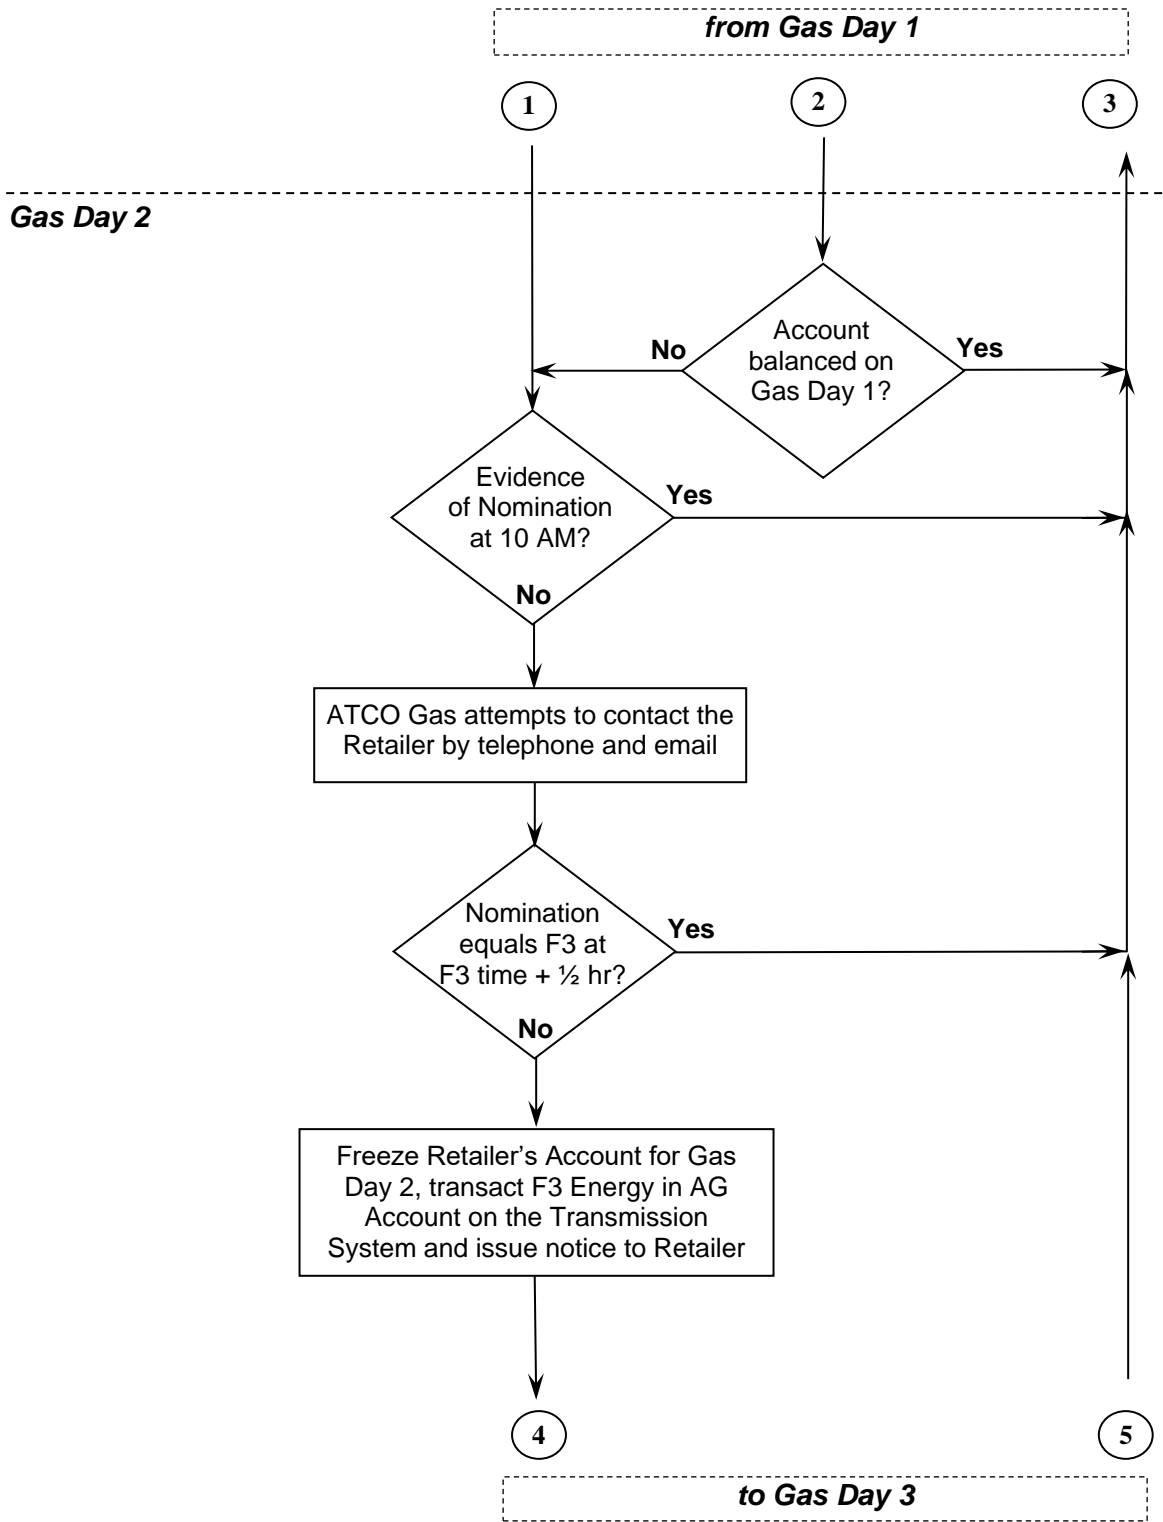 from Gas Day 1
1
2
3
Gas Day 2
Account
balanced on
Gas Day 1?
No
Yes
Evidence
of Nomination
at 10 AM?
Yes
No
ATCO Gas attempts to contact the
Retailer by telephone and email
Nomination
equals F3 at
F3 time + ½ hr?
Yes
No
Freeze Retailer’s Account for Gas
Day 2, transact F3 Energy in AG
Account on the Transmission
System and issue notice to Retailer
4
5
to Gas Day 3